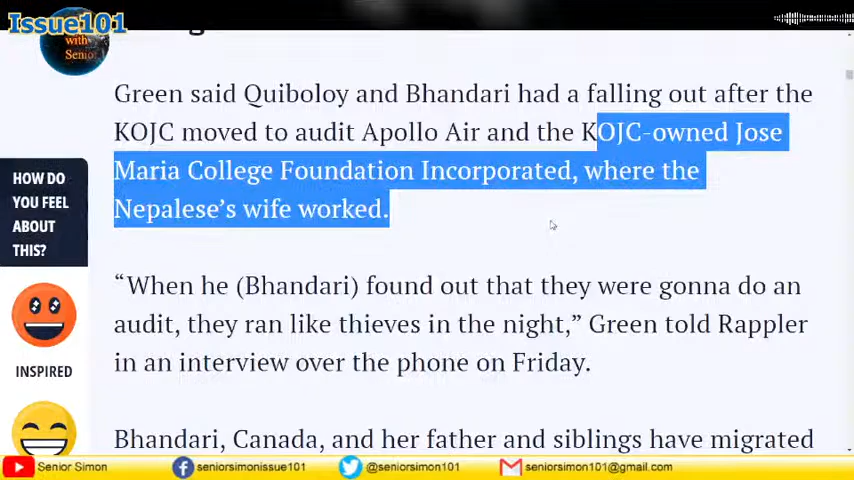 Issue101
with
Senior
Green said Quiboloy and Bhandari had a falling out after the
KOJC moved to audit Apollo Air and the KOJC-owned Jose
Maria College Foundation Incorporated, where the
Nepalese’s wife worked.
HOW DO
YOU FEEL
ABOUT
THIS?
“When he (Bhandari) found out that they were gonna do an
audit, they ran like thieves in the night,” Green told Rappler
in an interview over the phone on Friday.
INSPIRED
Bhandari, Canada, and her father and siblings have migrated
Senior Simon
seniorsimonissue101
@seniorsimon101
seniorsimon101@gmail.com